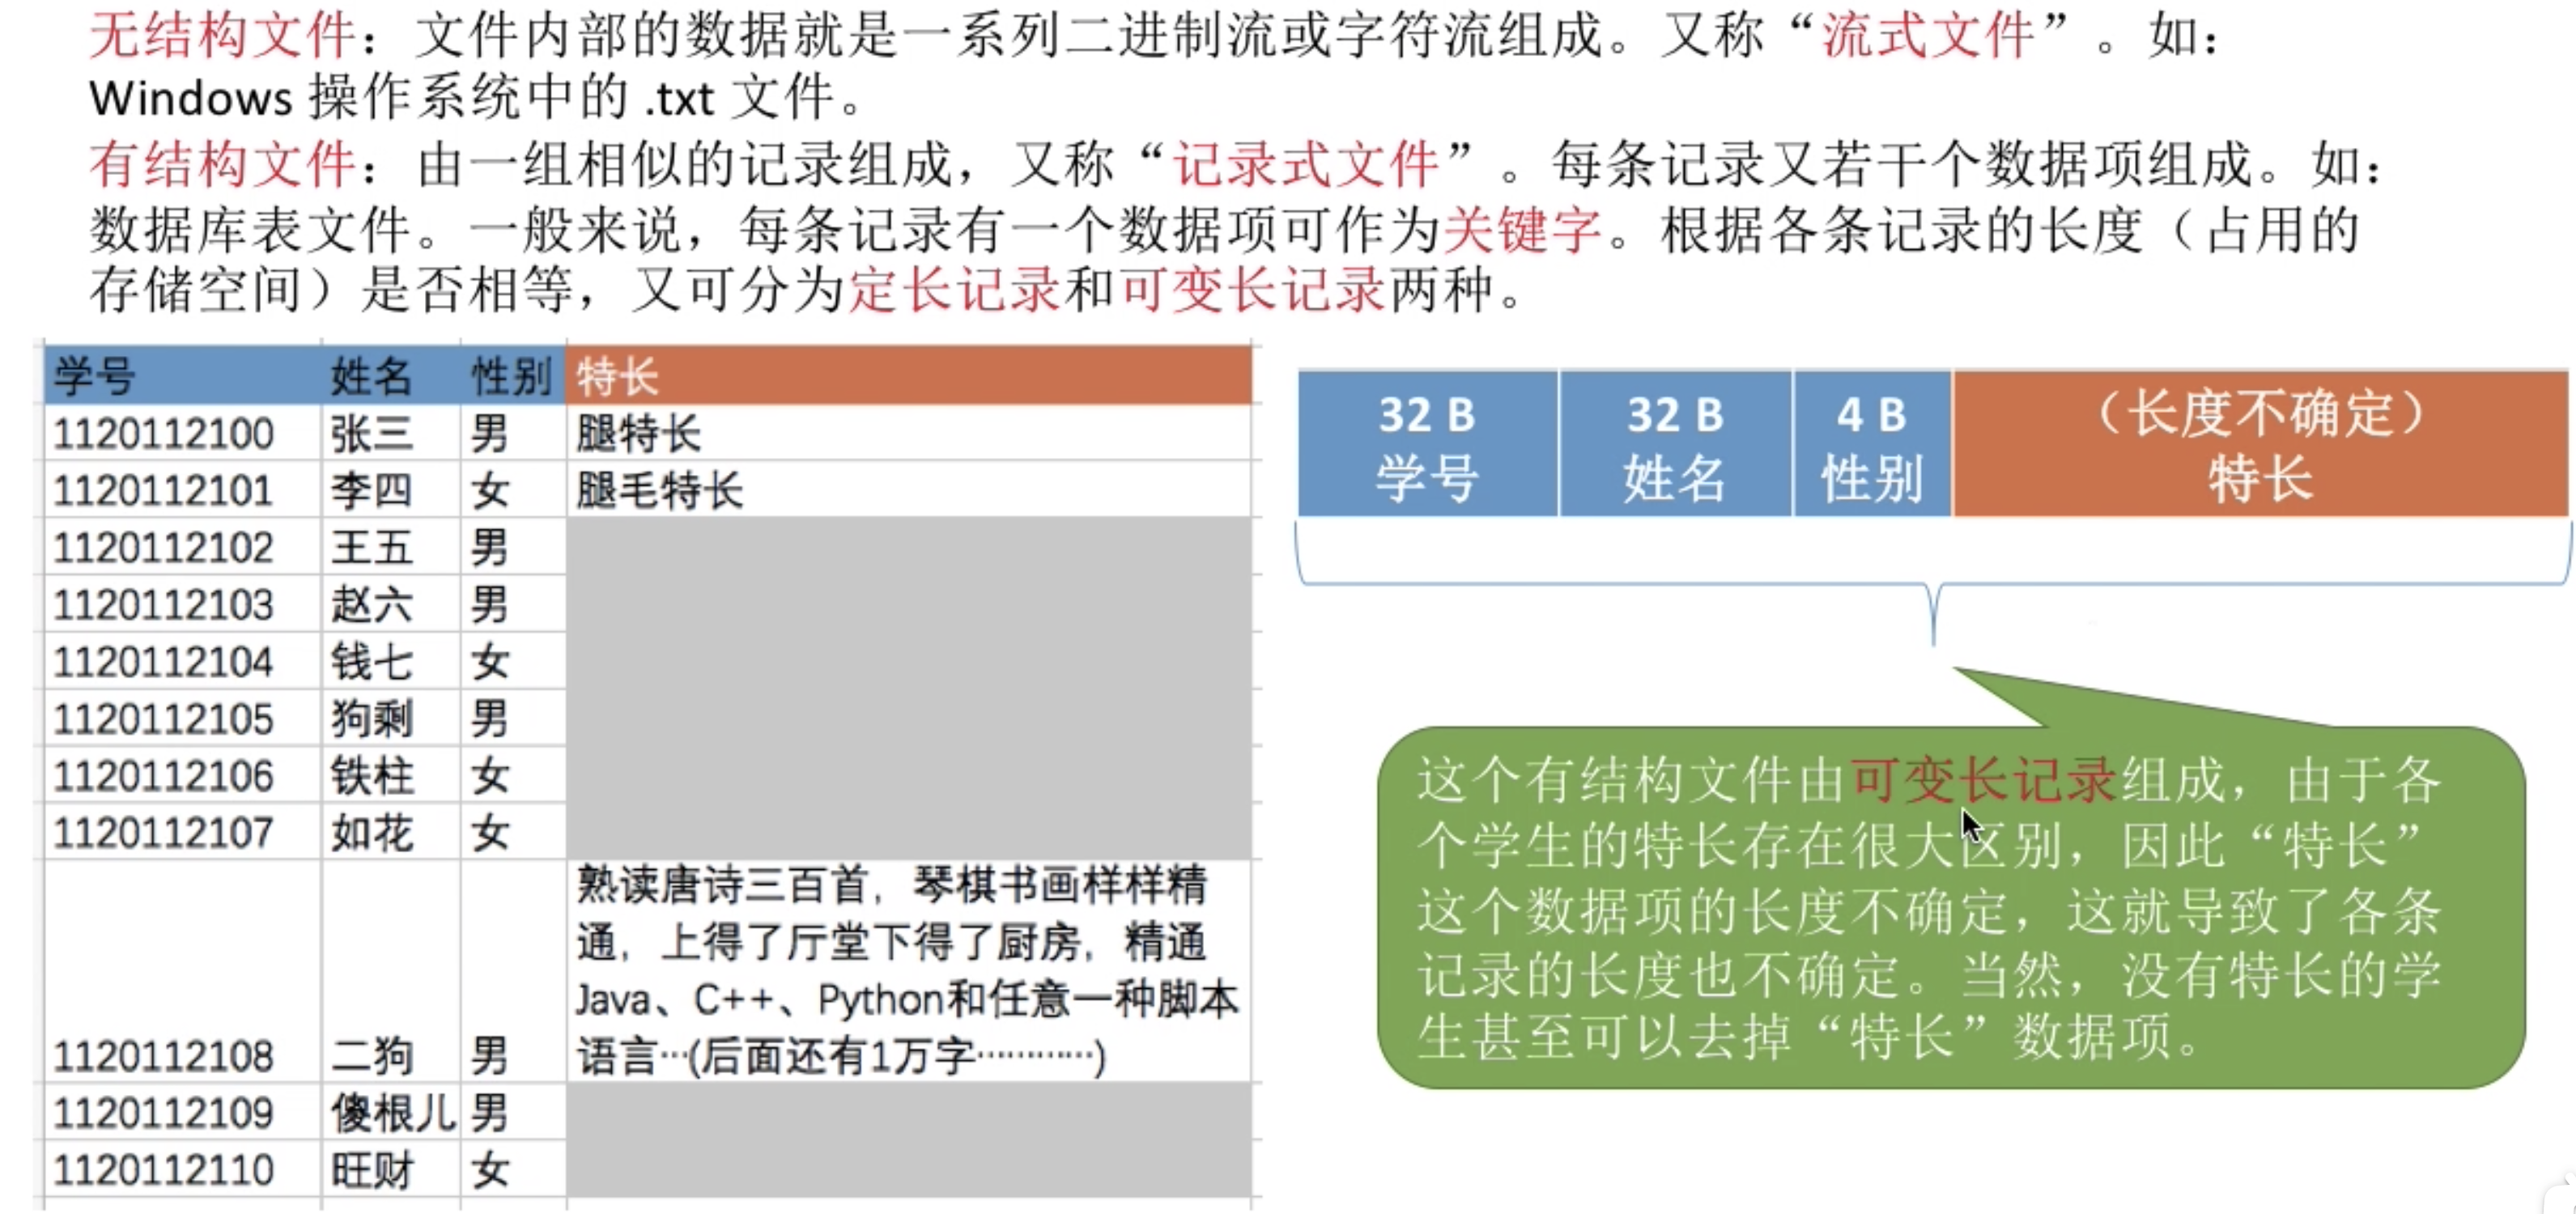 无结构文件：文件内部的数据就是一系列二进制流或字符流组成。又称“流式文件”。如：
Windows 操作系统中的 .txt 文件。
有结构文件：由一组相似的记录组成，又称“记录式文件”。每条记录又若干个数据项组成。如：
数据库表文件。一般来说，每条记录有一个数据项可作为关键字。根据各条记录的长度（占用的
存储空间）是否相等，又可分为定长记录和可变长记录两种。
学号 姓名 性别 特长
1120112100 张三 男 腿特长
1120112101 李四 女 腿毛特长
1120112102 王五 男
1120112103 赵六 男
1120112104 钱七 女
1120112105 狗剩 男
1120112106 铁柱 女
1120112107 如花 女
熟读唐诗三百首，琴棋书画样样精
通，上得了厅堂下得了厨房，精通
Java、C++、Python和任意一种脚本
1120112108 二狗 男 语言…(后面还有1万字…………)
1120112109 傻根儿 男
1120112110 旺财 女
32 B 32 B 4 B （长度不确定）
学号 姓名 性别 特长
这个有结构文件由可变长记录组成，由于各
个学生的特长存在很大区别，因此“特长”
这个数据项的长度不确定，这就导致了各条
记录的长度也不确定。当然，没有特长的学
生甚至可以去掉“特长”数据项。